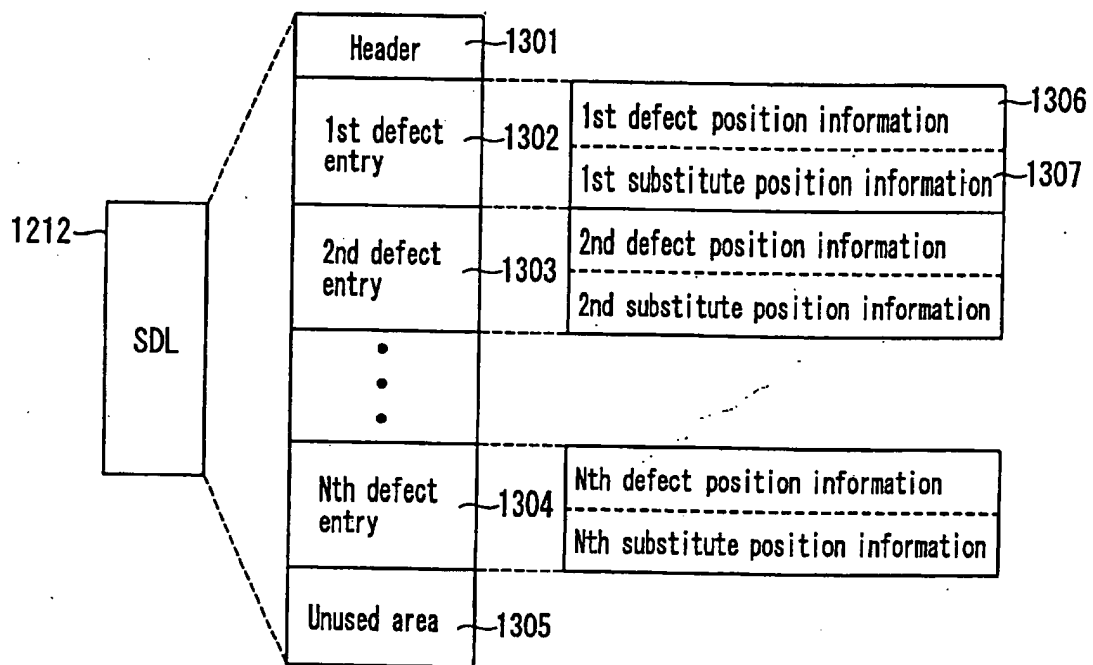 Header
1301
1st defect
entry
1302
1st defect position information
1306
1st substitute position information
1307
1212
SDL
2nd defect
entry
1303
2nd defect position information
2nd substitute position information
Nth defect
entry
1304
Nth defect position information
Nth substitute position information
Unused area
1305